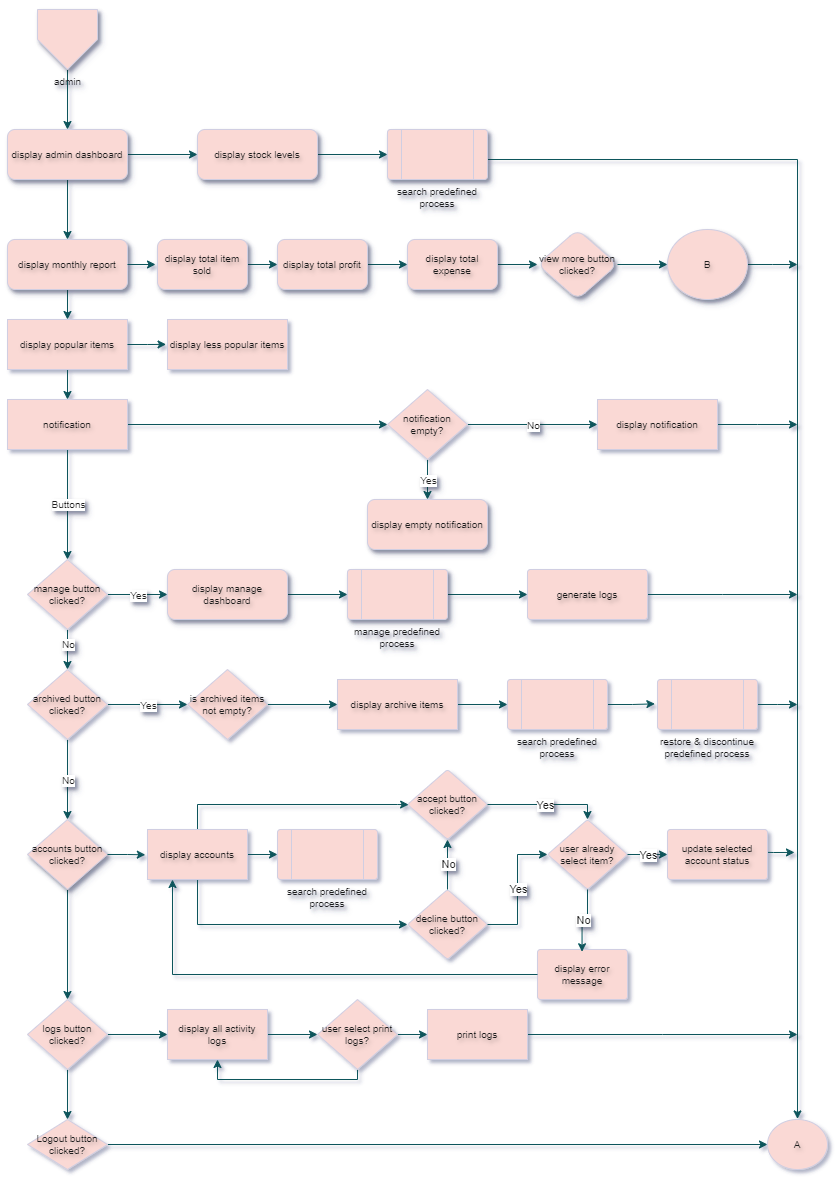 admin
display admin dashboard
display stock levels
search predefined
process
display monthly report
display total item
sold
display total profit
display total
expense
view more button
clicked?
B
display popular items
display less popular items
notification
notification
empty?
No
display notification
Yes
display empty notification
Buttons
manage button
clicked?
Yes
display manage
dashboard
manage predefined
process
generate logs
No
archived button
clicked?
Yes
is archived items
not empty?
display archive items
search predefined
process
restore & discontinue
predefined process
No
accept button
clicked?
Yes
accounts button
clicked?
display accounts
search predefined
process
No
user already
select item?
Yes
update selected
account status
Yes
decline button
clicked?
No
display error
message
logs button
clicked?
display all activity
logs
user select print
logs?
print logs
Logout button
clicked?
A